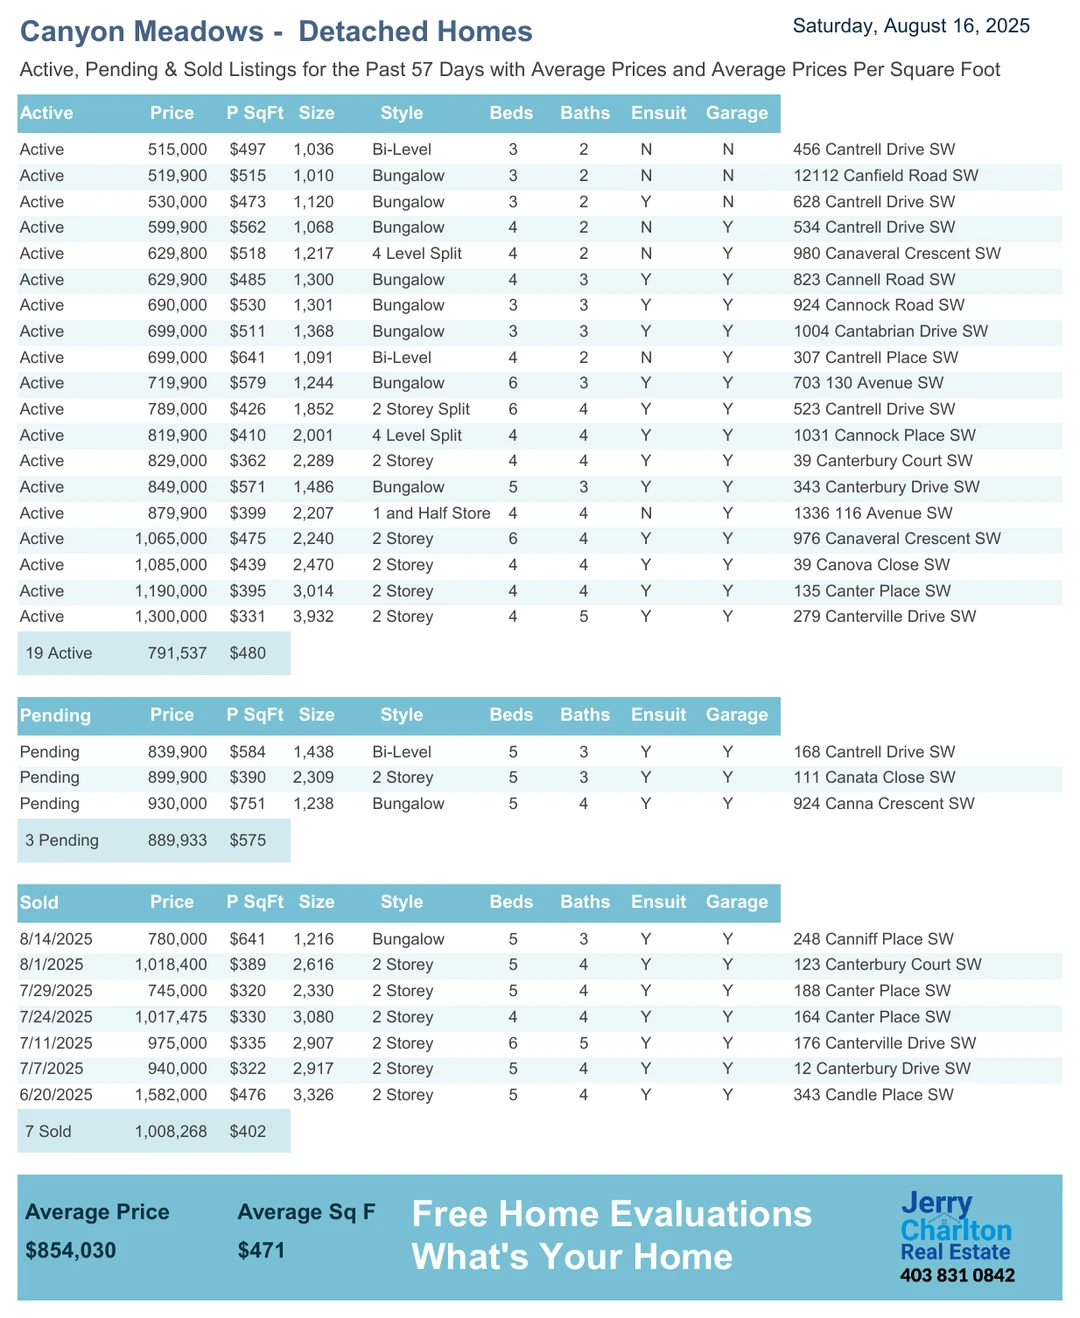 Canyon Meadows -  Detached Homes
Saturday, August 16, 2025
Active, Pending & Sold Listings for the Past 57 Days with Average Prices and Average Prices Per Square Foot
Active Price P SqFt Size Style Beds Baths Ensuit Garage
Active 515,000 $497 1,036 Bi-Level 3 2 N N 456 Cantrell Drive SW
Active 519,900 $515 1,010 Bungalow 3 2 N N 12112 Canfield Road SW
Active 530,000 $473 1,120 Bungalow 3 2 Y N 628 Cantrell Drive SW
Active 599,900 $562 1,068 Bungalow 4 2 N Y 534 Cantrell Drive SW
Active 629,800 $518 1,217 4 Level Split 4 2 N Y 980 Canaveral Crescent SW
Active 629,900 $485 1,300 Bungalow 4 3 Y Y 823 Cannell Road SW
Active 690,000 $530 1,301 Bungalow 3 3 Y Y 924 Cannock Road SW
Active 699,000 $511 1,368 Bungalow 3 3 Y Y 1004 Cantabrian Drive SW
Active 699,000 $641 1,091 Bi-Level 4 2 N Y 307 Cantrell Place SW
Active 719,900 $579 1,244 Bungalow 6 3 Y Y 703 130 Avenue SW
Active 789,000 $426 1,852 2 Storey Split 6 4 Y Y 523 Cantrell Drive SW
Active 819,900 $410 2,001 4 Level Split 4 4 Y Y 1031 Cannock Place SW
Active 829,000 $362 2,289 2 Storey 4 4 Y Y 39 Canterbury Court SW
Active 849,000 $571 1,486 Bungalow 5 3 Y Y 343 Canterbury Drive SW
Active 879,900 $399 2,207 1 and Half Store 4 4 N Y 1336 116 Avenue SW
Active 1,065,000 $475 2,240 2 Storey 6 4 Y Y 976 Canaveral Crescent SW
Active 1,085,000 $439 2,470 2 Storey 4 4 Y Y 39 Canova Close SW
Active 1,190,000 $395 3,014 2 Storey 4 4 Y Y 135 Canter Place SW
Active 1,300,000 $331 3,932 2 Storey 4 5 Y Y 279 Canterville Drive SW
19 Active 791,537 $480
Pending Price P SqFt Size Style Beds Baths Ensuit Garage
Pending 839,900 $584 1,438 Bi-Level 5 3 Y Y 168 Cantrell Drive SW
Pending 899,900 $390 2,309 2 Storey 5 3 Y Y 111 Canata Close SW
Pending 930,000 $751 1,238 Bungalow 5 4 Y Y 924 Canna Crescent SW
3 Pending 889,933 $575
Sold Price P SqFt Size Style Beds Baths Ensuit Garage
8/14/2025 780,000 $641 1,216 Bungalow 5 3 Y Y 248 Canniff Place SW
8/1/2025 1,018,400 $389 2,616 2 Storey 5 4 Y Y 123 Canterbury Court SW
7/29/2025 745,000 $320 2,330 2 Storey 5 4 Y Y 188 Canter Place SW
7/24/2025 1,017,475 $330 3,080 2 Storey 4 4 Y Y 164 Canter Place SW
7/11/2025 975,000 $335 2,907 2 Storey 6 5 Y Y 176 Canterville Drive SW
7/7/2025 940,000 $322 2,917 2 Storey 5 4 Y Y 12 Canterbury Drive SW
6/20/2025 1,582,000 $476 3,326 2 Storey 5 4 Y Y 343 Candle Place SW
7 Sold 1,008,268 $402
Average Price Average Sq F
$854,030 $471
Free Home Evaluations
What's Your Home
Jerry
Charlton
Real Estate
403 831 0842